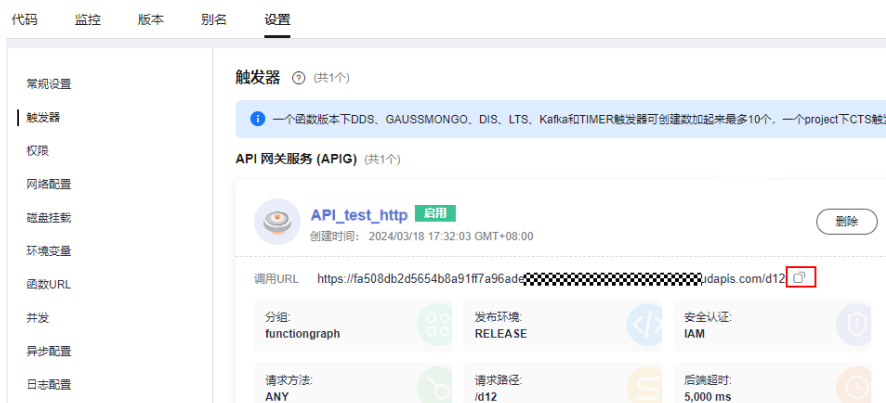 代码 监控 版本 别名 设置
常规设置
触发器
权限
网络配置
磁盘挂载
环境变量
函数URL
并发
异步配置
日志配置
触发器 (共1个)
一个函数版本下DDS、GAUSSMONGO、DIS、LTS、Kafka和TIMER触发器可创建数加起来最多10个，一个project下CTS触
API 网关服务 (APIG) (共1个)
API_test_http 启用
创建时间： 2024/03/18 17:32:03 GMT+08:00
删除
调用URL https://fa508db2d5654b8a91ff7a96ade udapis.com/d12
分组: 发布环境: 安全认证:
functiongraph RELEASE IAM
请求方法: 请求路径: 后端超时:
ANY /d12 5,000 ms